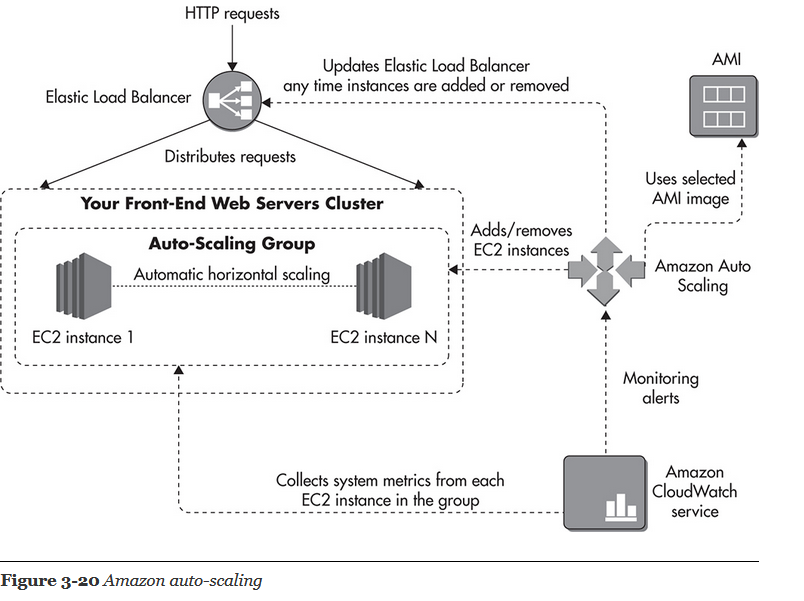 HTTP requests
Updates Elastic Load Balancer
any time instances are added or removed
AMI
Elastic Load Balancer
Distributes requests
Uses selected
AMI image
Your Front-End Web Servers Cluster
Auto-Scaling Group
Adds/removes
EC2 instances
Automatic horizontal scaling
Amazon Auto
Scaling
EC2 instance 1
EC2 instance N
Monitoring
alerts
Collects system metrics from each
EC2 instance in the group
Amazon
CloudWatch
service
Figure 3-20 Amazon auto-scaling